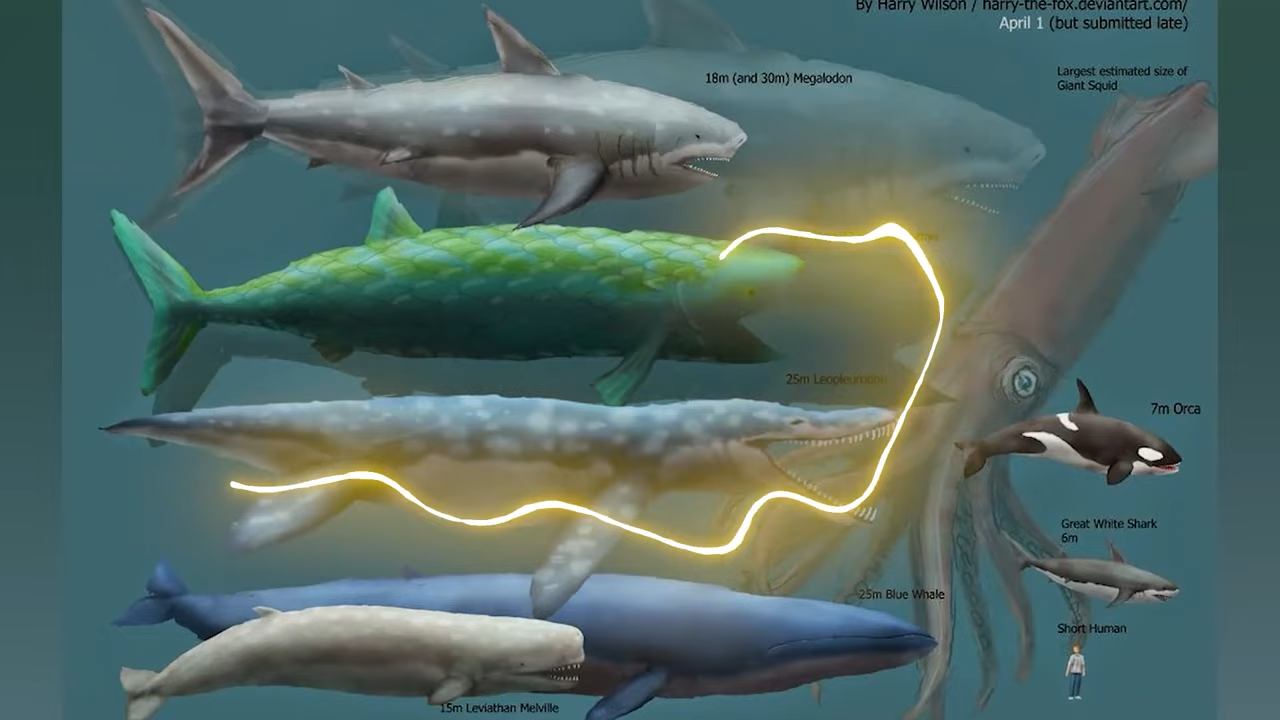 By Harry Wilson / harry-the-fox.deviantart.com/
April 1 (but submitted late)
18m (and 30m) Megalodon
Largest estimated size of
Giant Squid
25m Leopleurodon
7m Orca
Great White Shark
6m
25m Blue Whale
Short Human
15m Leviathan Melville